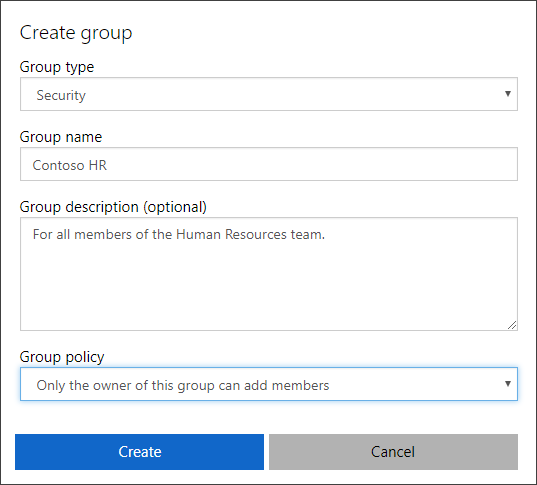 Create group
Group type
Security
Group name
Contoso HR
Group description (optional)
For all members of the Human Resources team.
Group policy
Only the owner of this group can add members
Create
Cancel